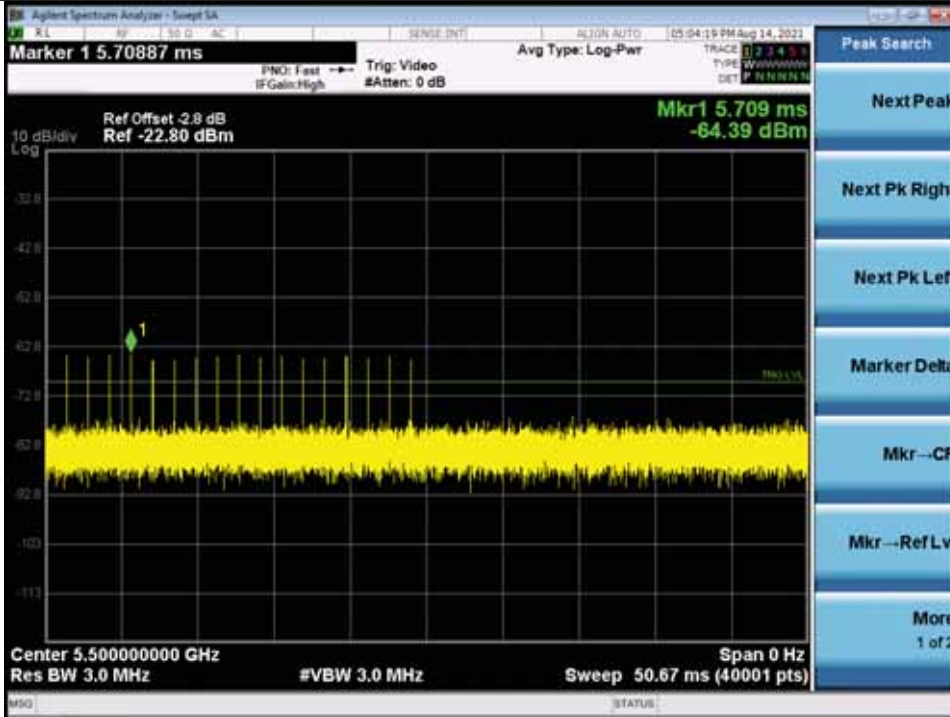 Agilent Spectrum Analyzer - Swept SA
RL RF 50 Ω AC SENSE:INT ALIGN AUTO 05:04:19 PM Aug 14, 2021
Marker 1 5.70887 ms
PNO: Fast
IFGain:High
Trig: Video
#Atten: 0 dB
Avg Type: Log-Pwr
TRACE 1 2 3 4 5 6
TYPE WWWWWW
DET P N N N N N
Mkr1 5.709 ms
-64.39 dBm
Ref Offset -2.8 dB
10 dB/div Ref -22.80 dBm
Log
-32.8
-42.8
-52.8
-62.8
1
TRIG LVL
-72.8
-82.8
-92.8
-103
-113
Center 5.500000000 GHz Span 0 Hz
Res BW 3.0 MHz #VBW 3.0 MHz Sweep 50.67 ms (40001 pts)
MSG STATUS
Peak Search
Next Peak
Next Pk Righ
Next Pk Lef
Marker Delta
Mkr→CF
Mkr→Ref Lv
More
1 of 2